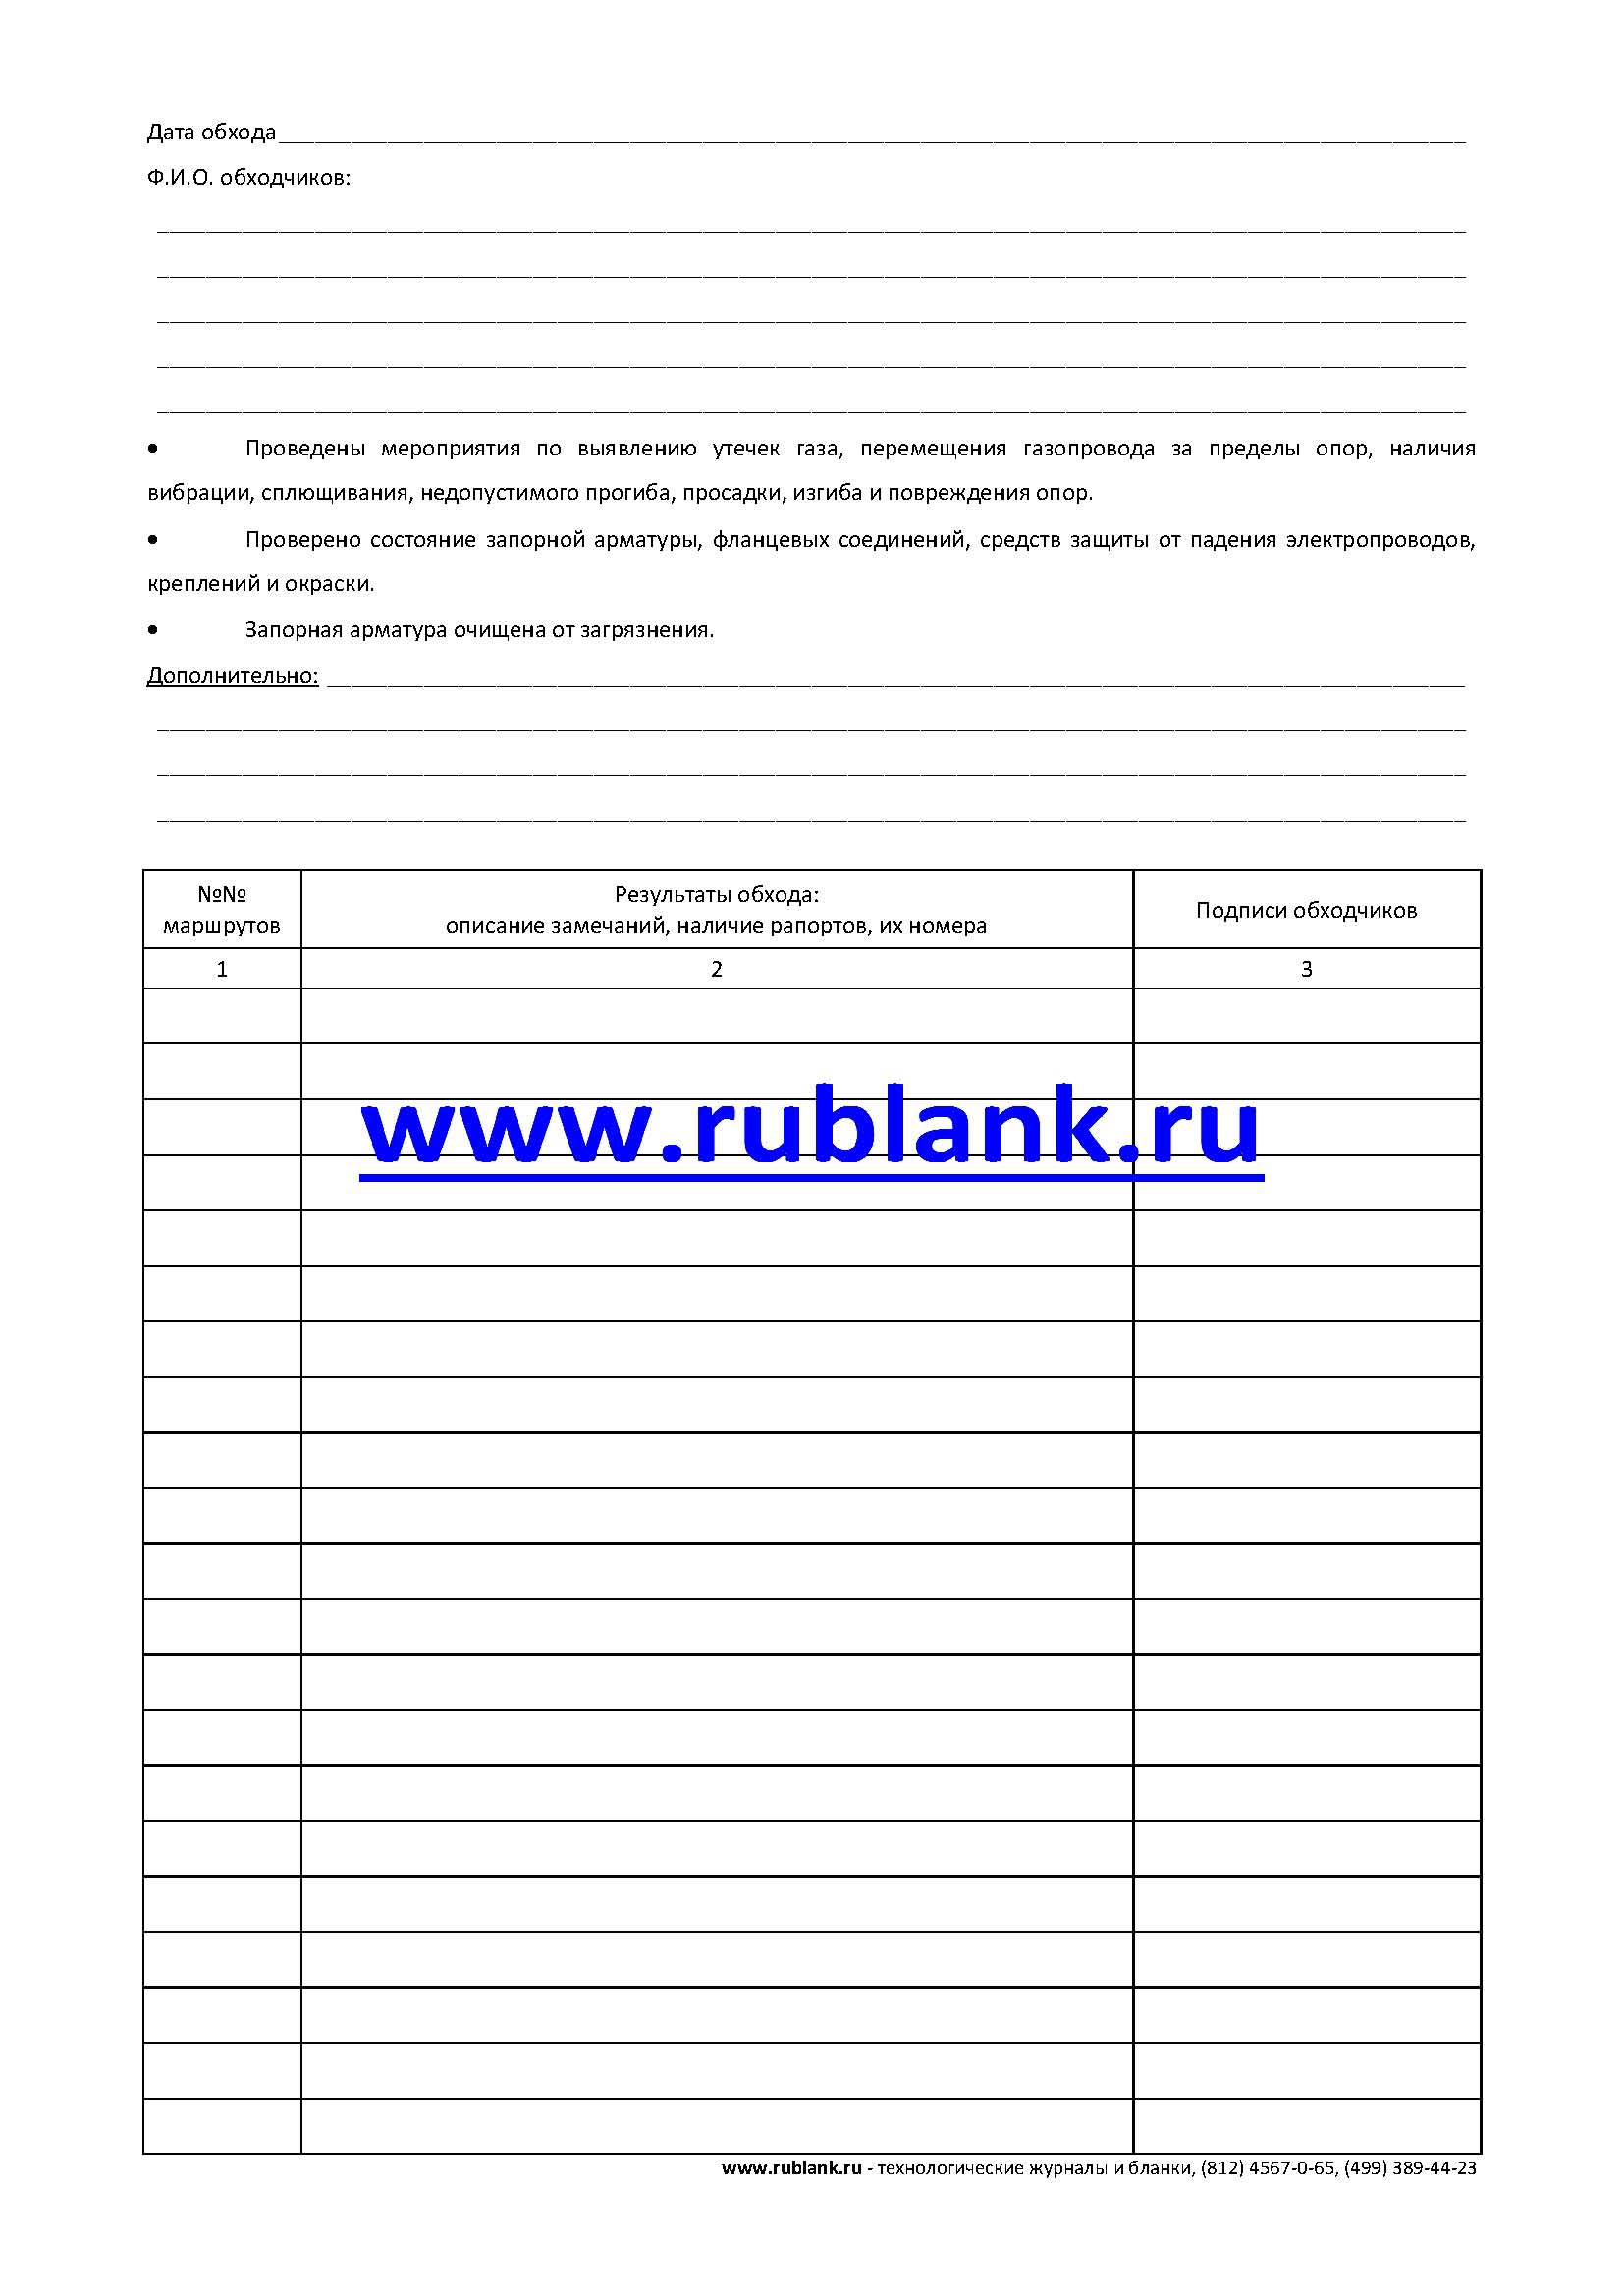 Дата обхода
Ф.И.О. обходчиков:
• Проведены мероприятия по выявлению утечек газа, перемещения газопровода за пределы опор, наличия
вибрации, сплющивания, недопустимого прогиба, просадки, изгиба и повреждения опор.
• Проверено состояние запорной арматуры, фланцевых соединений, средств защиты от падения электропроводов,
креплений и окраски.
• Запорная арматура очищена от загрязнения.
Дополнительно:
№№
маршрутов
Результаты обхода:
описание замечаний, наличие рапортов, их номера
Подписи обходчиков
1 2 3
www.rublank.ru
www.rublank.ru - технологические журналы и бланки, (812) 4567-0-65, (499) 389-44-23